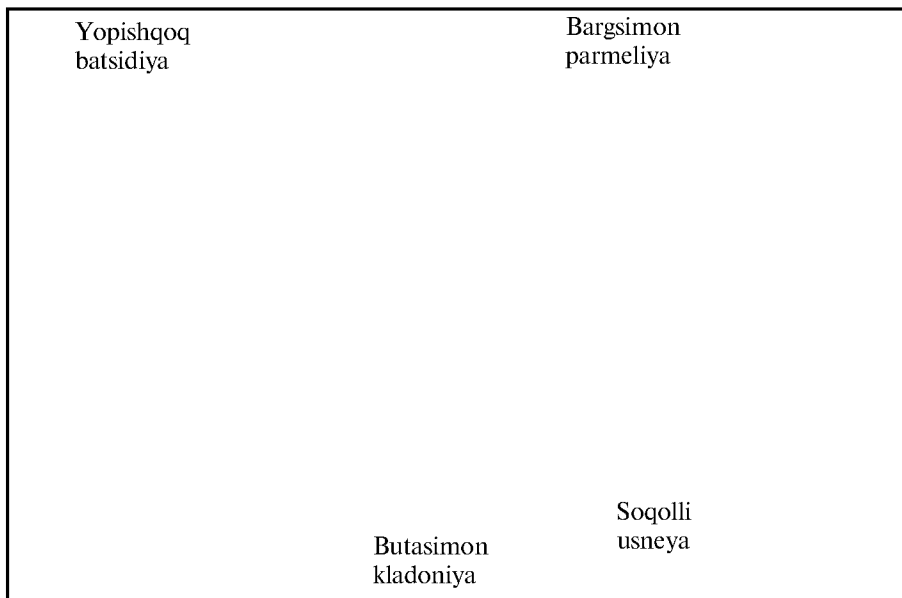 Yopishqoq
batsidiya
Bargsimon
parmeliya
Soqolli
usneya
Butasimon
kladoniya